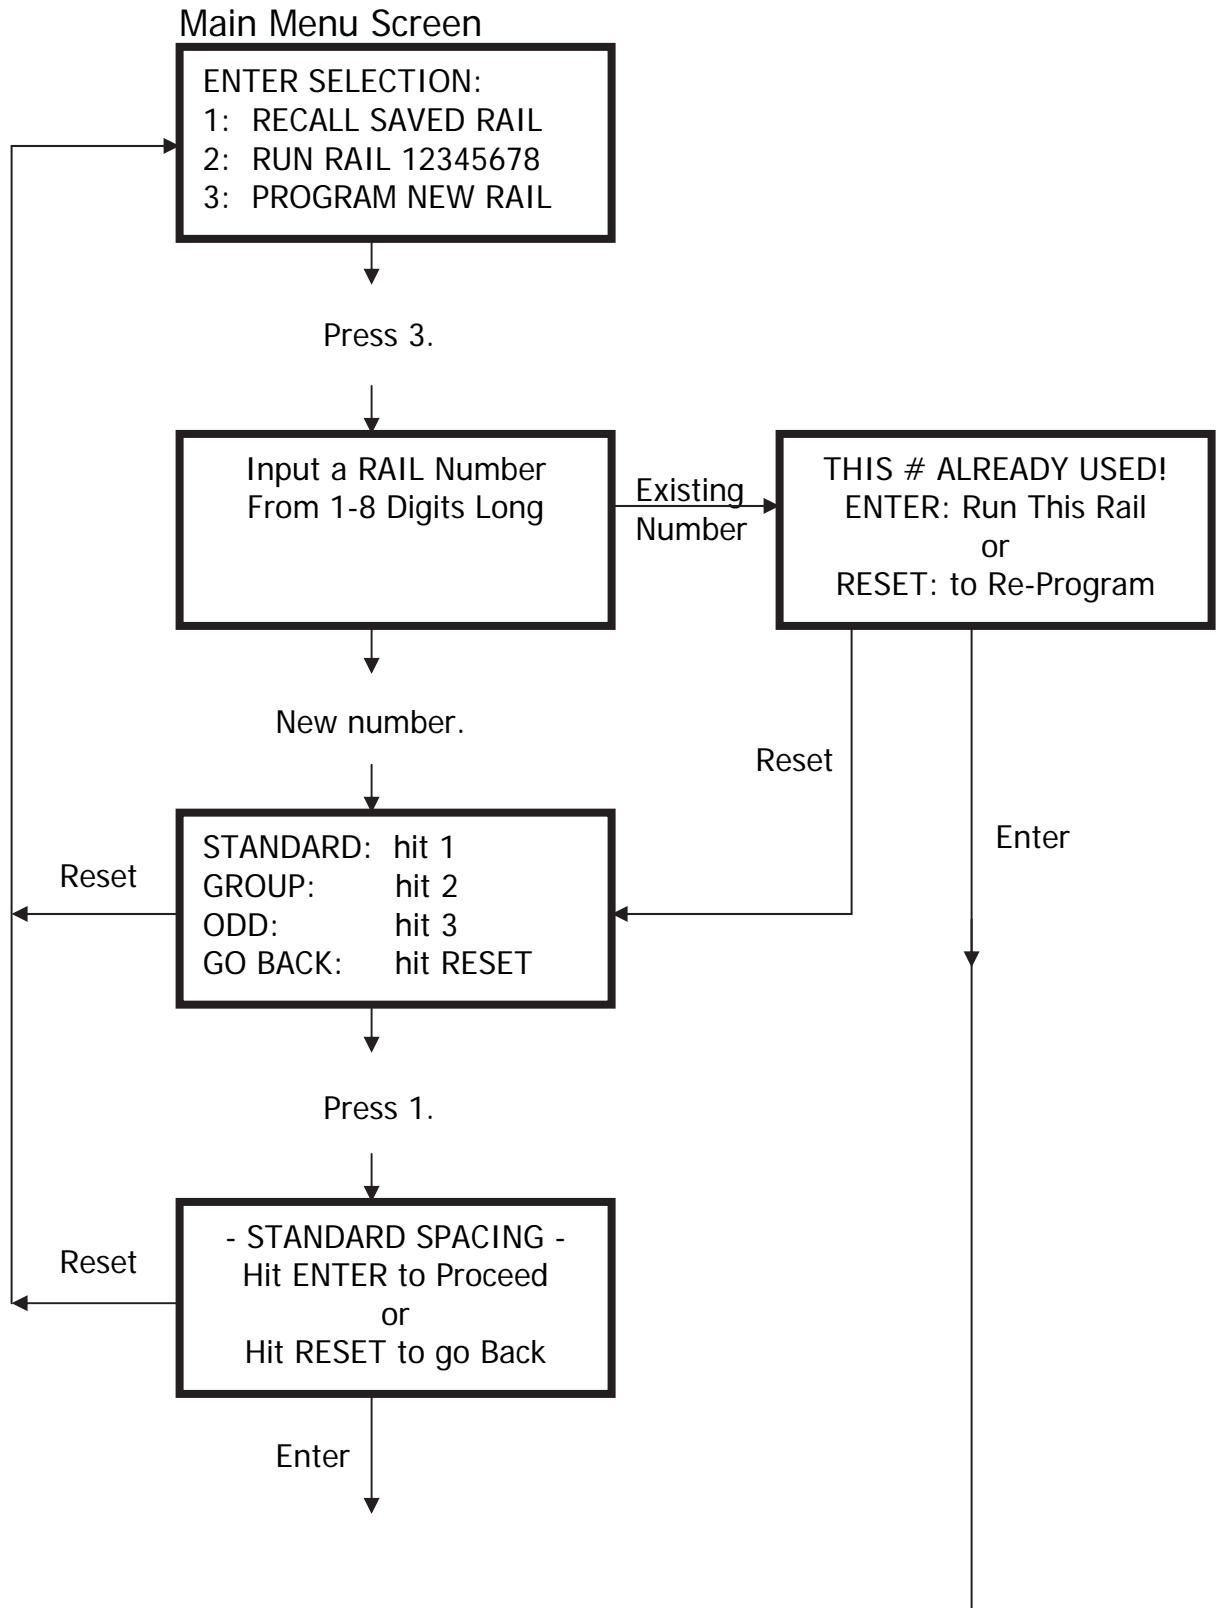 Main Menu Screen
ENTER SELECTION:
1: RECALL SAVED RAIL
2: RUN RAIL 12345678
3: PROGRAM NEW RAIL
Press 3.
Input a RAIL Number
From 1-8 Digits Long
Existing
Number
THIS # ALREADY USED!
ENTER: Run This Rail
or
RESET: to Re-Program
New number.
Reset
Enter
STANDARD: hit 1
GROUP: hit 2
ODD: hit 3
GO BACK: hit RESET
Reset
Press 1.
- STANDARD SPACING -
Hit ENTER to Proceed
or
Hit RESET to go Back
Reset
Enter